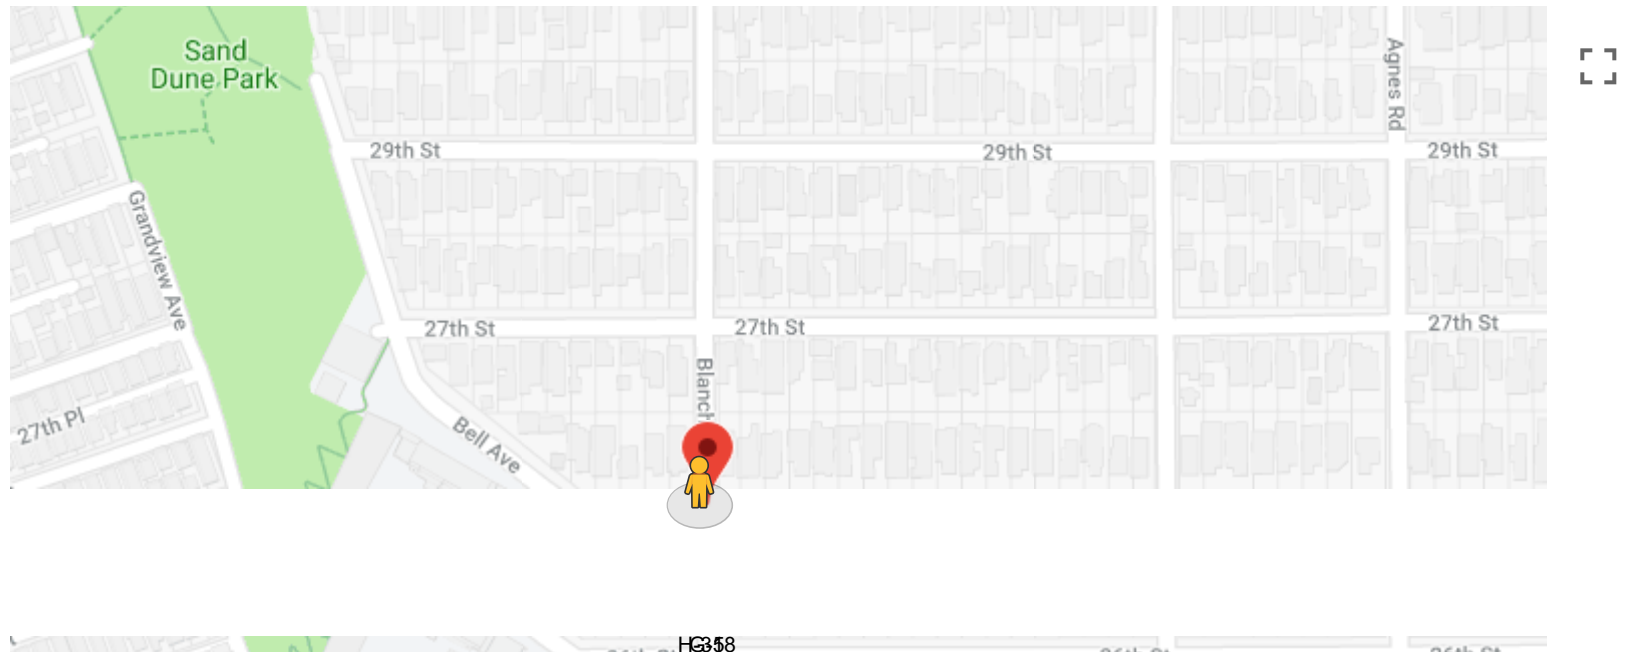 Sand
Dune Park
Agnes Rd
29th St
29th St
29th St
Grandview Ave
27th St
27th St
27th St
Blanch
27th Pl
Bell Ave